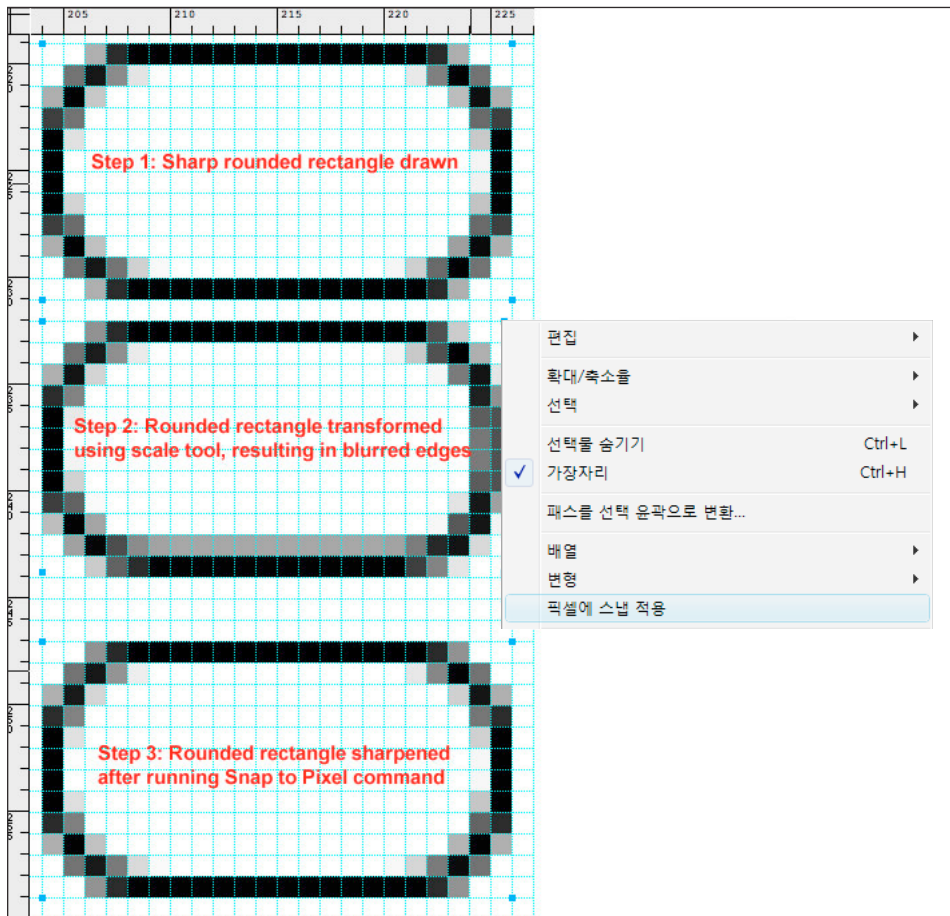 205 210 215 220 225
Step 1: Sharp rounded rectangle drawn
편집
확대/축소율
선택
Step 2: Rounded rectangle transformed
using scale tool, resulting in blurred edges
선택물 숨기기 Ctrl+L
가장자리 Ctrl+H
패스를 선택 윤곽으로 변환...
배열
변형
픽셀에 스냅 적용
Step 3: Rounded rectangle sharpened
after running Snap to Pixel command